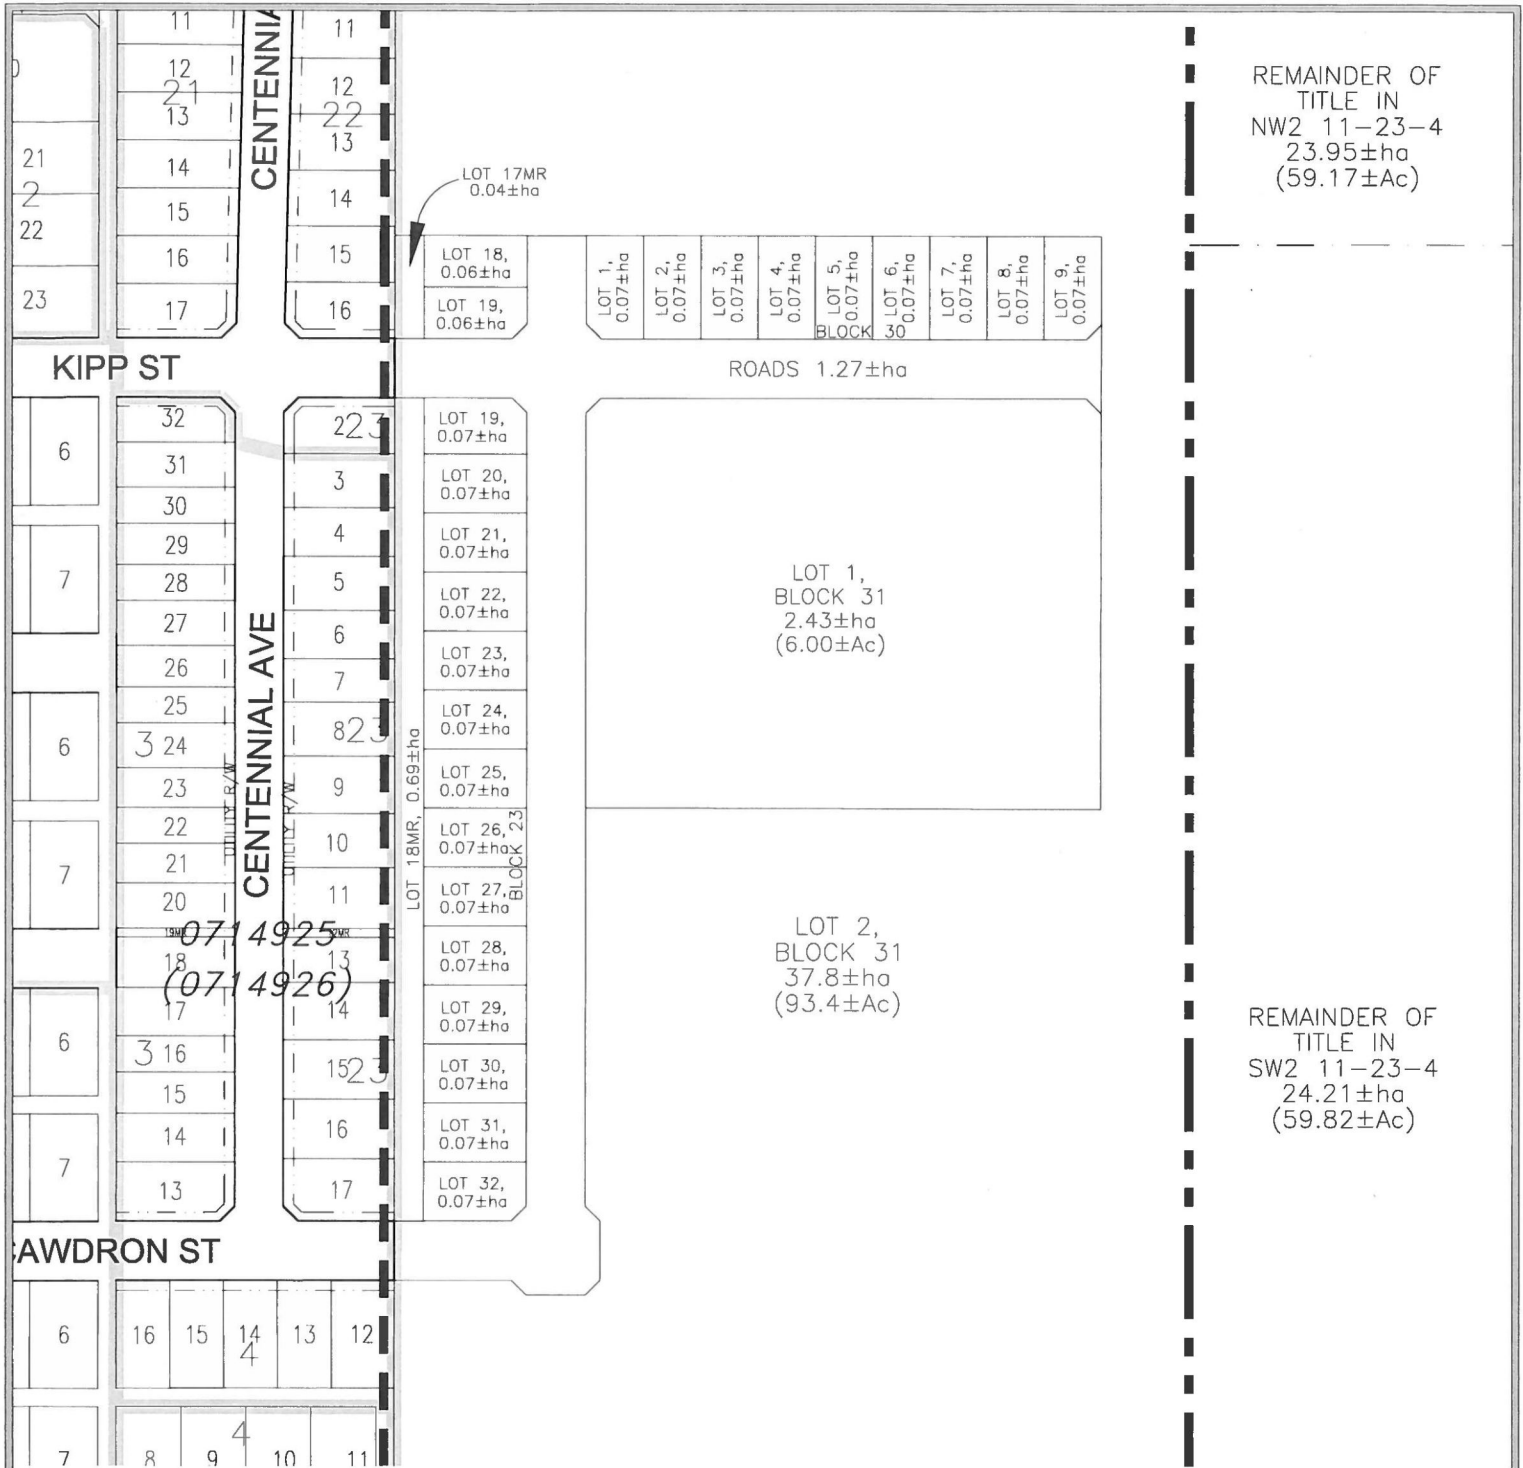 11
12
21
13
14
15
16
17
CENTENNIA
11
12
22
13
14
15
16
21
2
22
23
LOT 17MR
0.04±ha
LOT 18,
0.06±ha
LOT 19,
0.06±ha
LOT 1,
0.07±ha
LOT 2,
0.07±ha
LOT 3,
0.07±ha
LOT 4,
0.07±ha
LOT 5,
0.07±ha
LOT 6,
0.07±ha
LOT 7,
0.07±ha
LOT 8,
0.07±ha
LOT 9,
0.07±ha
BLOCK 30
REMAINDER OF
TITLE IN
NW2 11-23-4
23.95±ha
(59.17±Ac)
KIPP ST
ROADS 1.27±ha
6
7
6
7
6
7
32
31
30
29
28
27
26
25
3
24
23
22
21
20
19MR
18
17
3
16
15
14
13
UTILITY R/W
CENTENNIAL AVE
UTILITY R/W
0714925
(0714926)
2
23
3
4
5
6
7
8
23
9
10
11
12MR
13
14
15
23
16
17
LOT 18MR, 0.69±ha
LOT 19,
0.07±ha
LOT 20,
0.07±ha
LOT 21,
0.07±ha
LOT 22,
0.07±ha
LOT 23,
0.07±ha
LOT 24,
0.07±ha
LOT 25,
0.07±ha
LOT 26,
0.07±ha
LOT 27,
0.07±ha
LOT 28,
0.07±ha
LOT 29,
0.07±ha
LOT 30,
0.07±ha
LOT 31,
0.07±ha
LOT 32,
0.07±ha
BLOCK 23
LOT 1,
BLOCK 31
2.43±ha
(6.00±Ac)
LOT 2,
BLOCK 31
37.8±ha
(93.4±Ac)
REMAINDER OF
TITLE IN
SW2 11-23-4
24.21±ha
(59.82±Ac)
CAWDRON ST
6
16
15
14
13
12
4
7
8
9
4
10
11